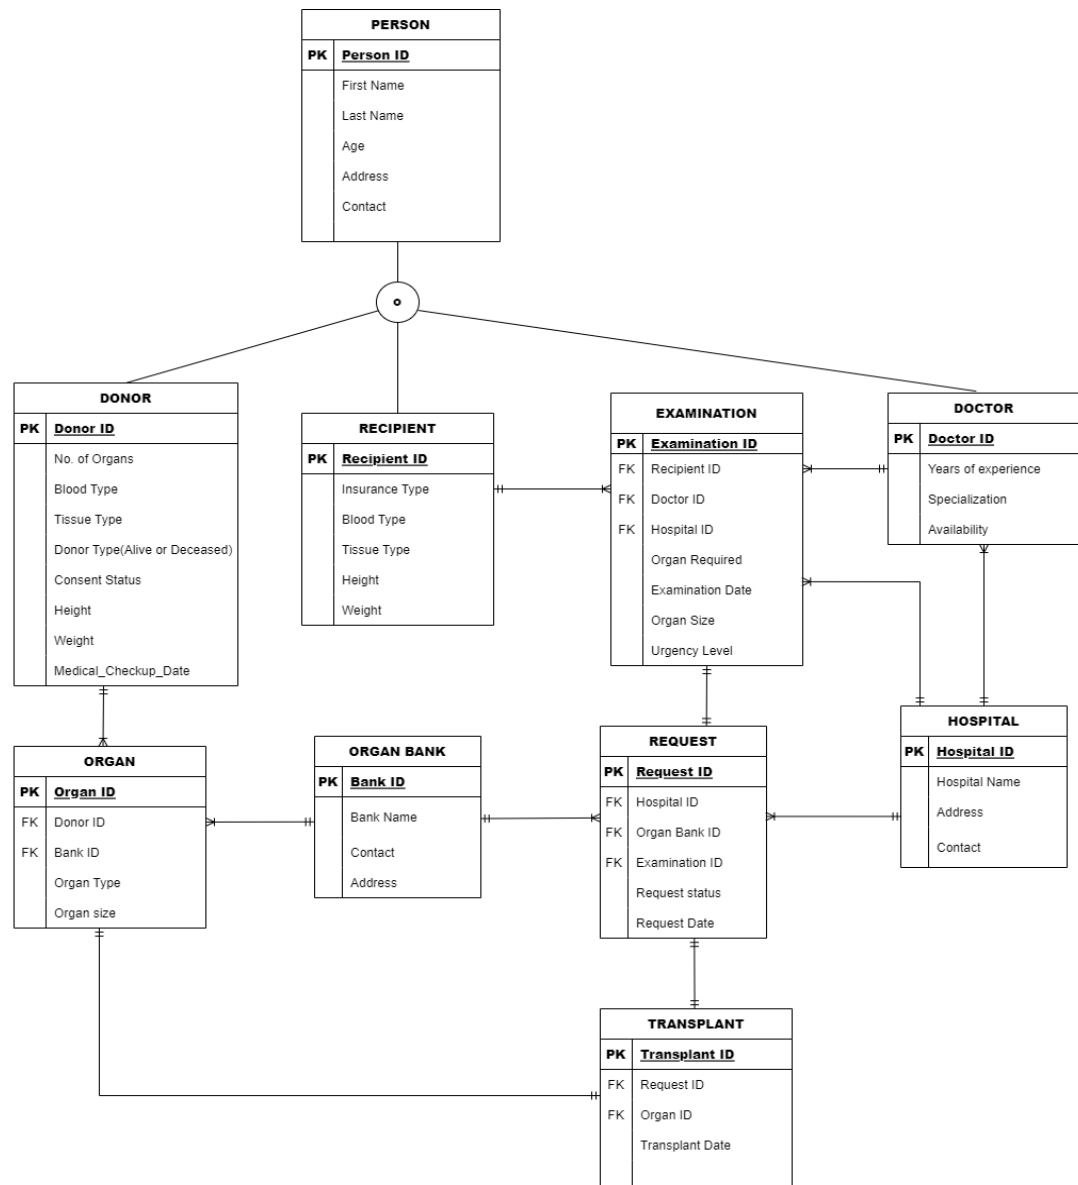 PERSON
PK Person ID
First Name
Last Name
Age
Address
Contact
o
DONOR
PK Donor ID
No. of Organs
Blood Type
Tissue Type
Donor Type(Alive or Deceased)
Consent Status
Height
Weight
Medical_Checkup_Date
RECIPIENT
PK Recipient ID
Insurance Type
Blood Type
Tissue Type
Height
Weight
EXAMINATION
PK Examination ID
FK Recipient ID
FK Doctor ID
FK Hospital ID
Organ Required
Examination Date
Organ Size
Urgency Level
DOCTOR
PK Doctor ID
Years of experience
Specialization
Availability
ORGAN
PK Organ ID
FK Donor ID
FK Bank ID
Organ Type
Organ size
ORGAN BANK
PK Bank ID
Bank Name
Contact
Address
REQUEST
PK Request ID
FK Hospital ID
FK Organ Bank ID
FK Examination ID
Request status
Request Date
HOSPITAL
PK Hospital ID
Hospital Name
Address
Contact
TRANSPLANT
PK Transplant ID
FK Request ID
FK Organ ID
Transplant Date